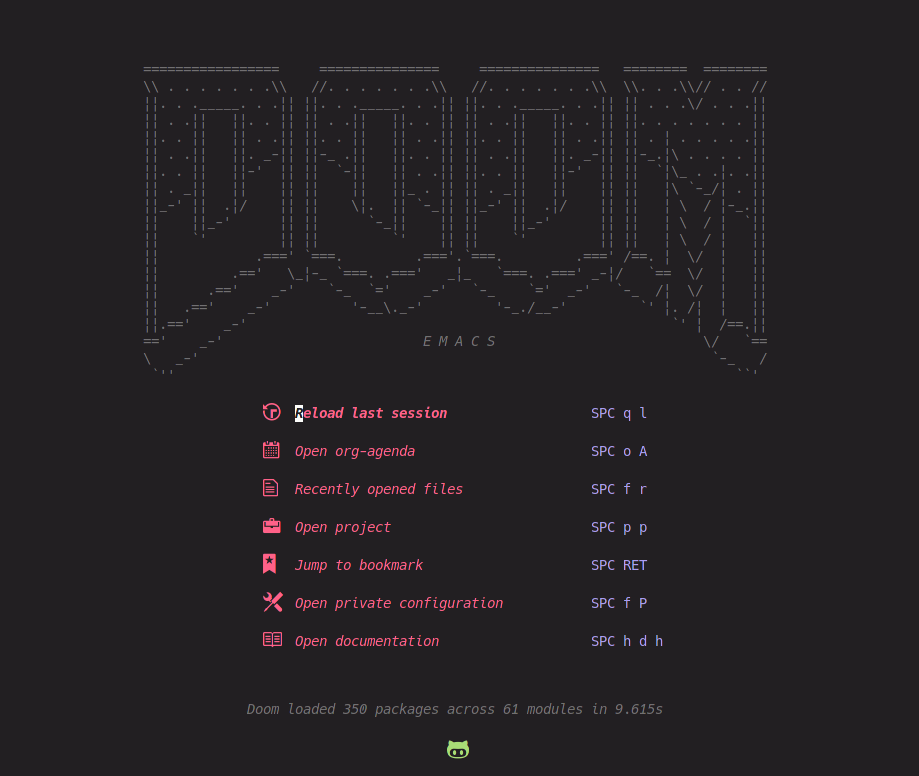 EMACS
Reload last session SPC q l
Open org-agenda SPC o A
Recently opened files SPC f r
Open project SPC p p
Jump to bookmark SPC RET
Open private configuration SPC f P
Open documentation SPC h d h
Doom loaded 350 packages across 61 modules in 9.615s